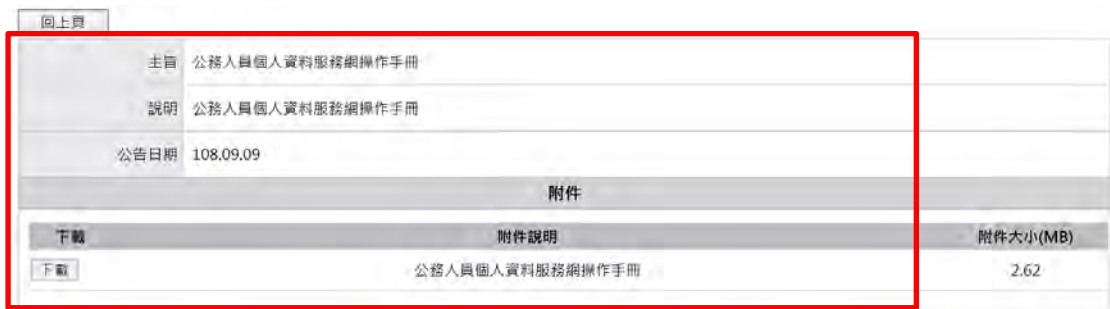 回上頁
主旨 公務人員個人資料服務網操作手冊
說明 公務人員個人資料服務網操作手冊
公告日期 108.09.09
附件
下載 附件說明 附件大小(MB)
下載 公務人員個人資料服務網操作手冊 2.62